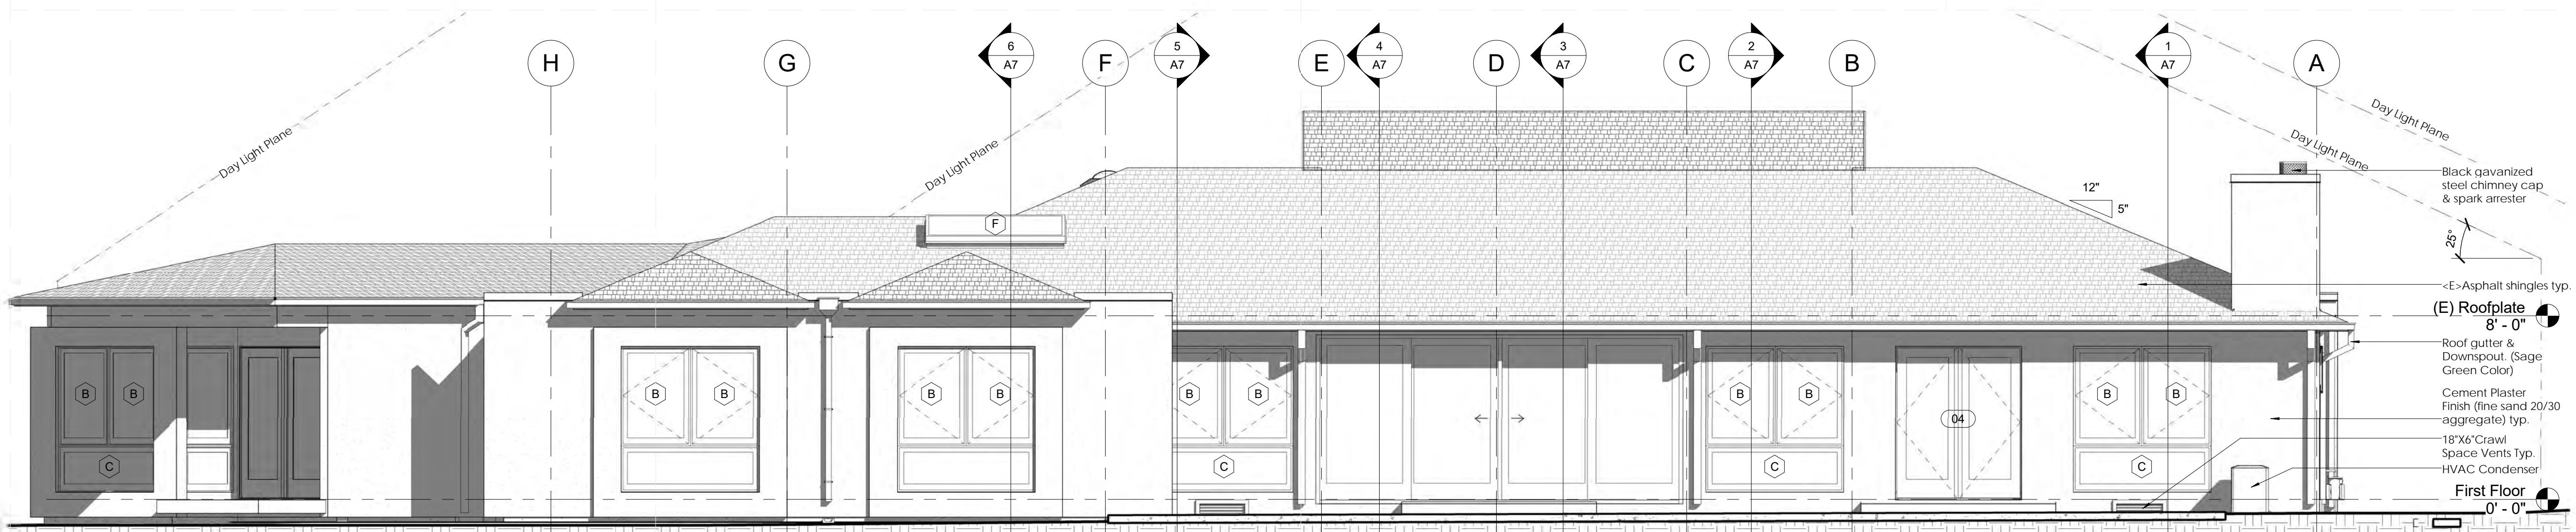 H
G
6
A7
F
5
A7
E
4
A7
D
3
A7
C
2
A7
B
1
A7
A
Day Light Plane
Day Light Plane
Day Light Plane
Day Light Plane
12"
5"
25°
F
Black gavanized
steel chimney cap
& spark arrester
<E>Asphalt shingles typ.
(E) Roofplate
8' - 0"
Roof gutter &
Downspout. (Sage
Green Color)
Cement Plaster
Finish (fine sand 20/30
aggregate) typ.
18"X6"Crawl
Space Vents Typ.
HVAC Condenser
First Floor
0' - 0"
B
B
B
B
B
B
B
B
B
B
B
B
04
C
C
C
C
E